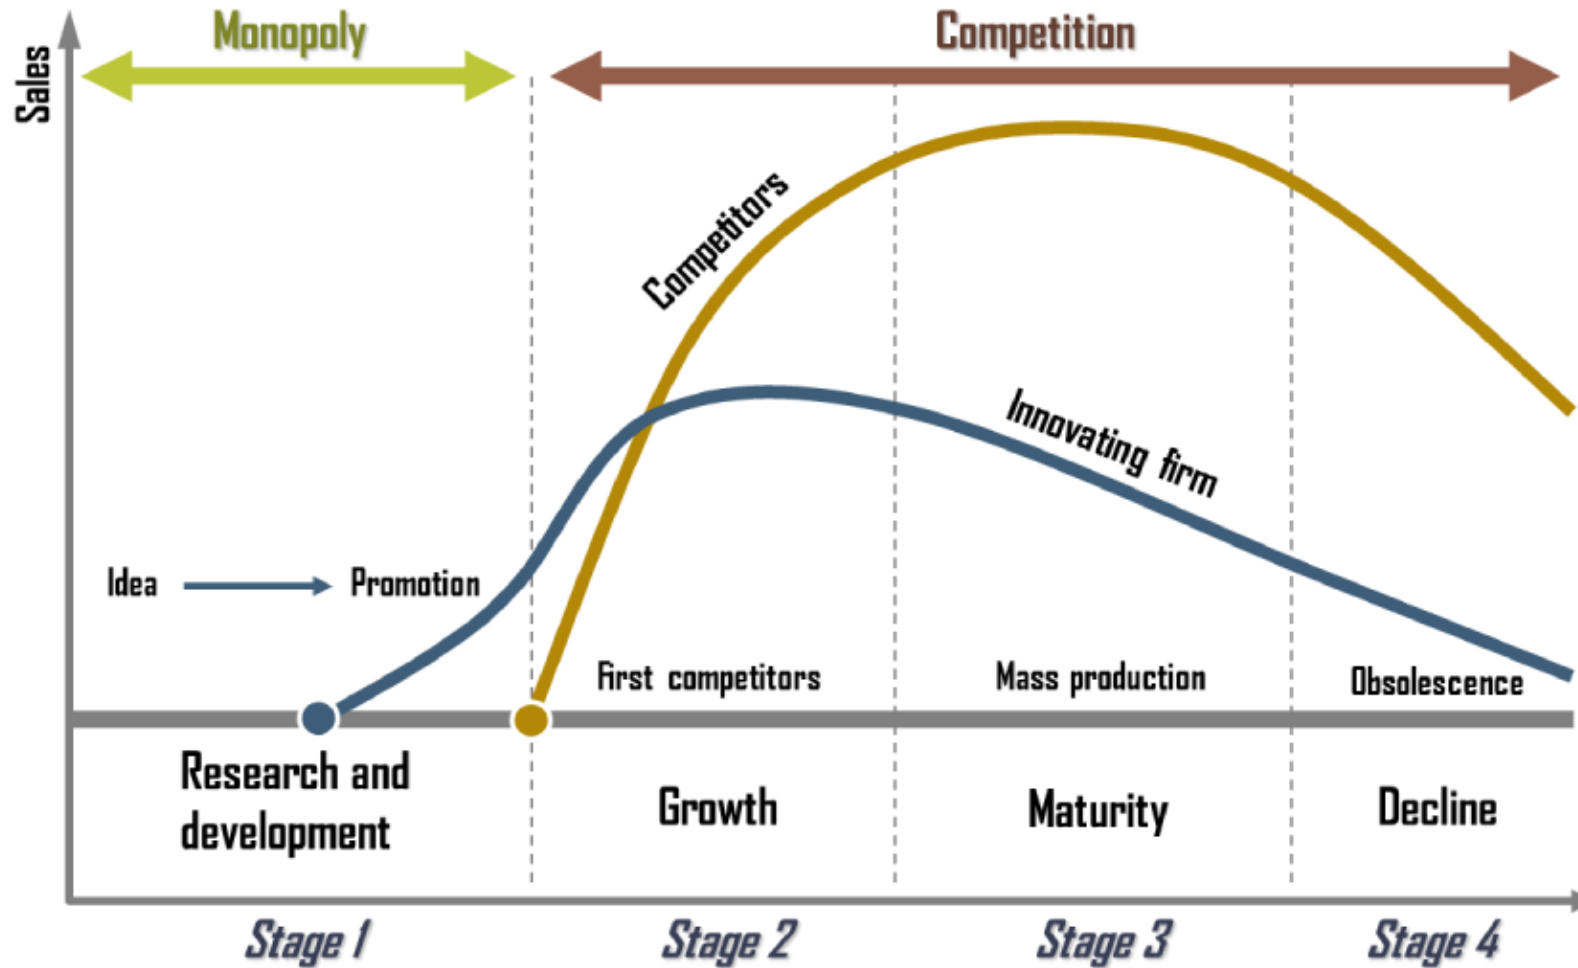 Monopoly
Competition
Sales
Competitors
Innovating firm
Idea
Promotion
First competitors
Mass production
Obsolescence
Research and
development
Growth
Maturity
Decline
Stage 1
Stage 2
Stage 3
Stage 4